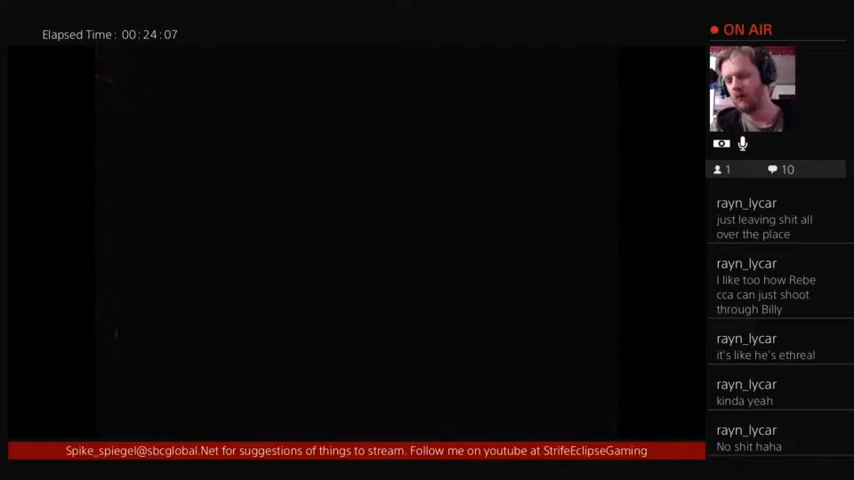 Elapsed Time : 00:24:07
ON AIR
1
10
rayn_lycar
just leaving shit all
over the place
rayn_lycar
I like too how Rebe
cca can just shoot
through Billy
rayn_lycar
it's like he's ethreal
rayn_lycar
kinda yeah
rayn_lycar
No shit haha
Spike_spiegel@sbcglobal.Net for suggestions of things to stream. Follow me on youtube at StrifeEclipseGaming